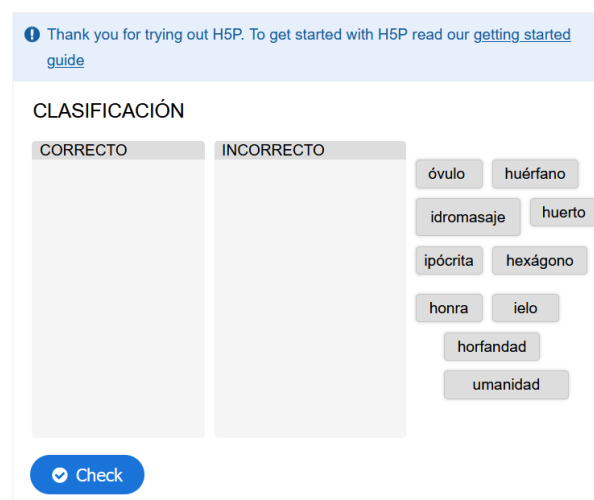 Thank you for trying out H5P. To get started with H5P read our getting started
guide
CLASIFICACIÓN
CORRECTO
INCORRECTO
óvulo
huérfano
idromasaje
huerto
ipócrita
hexágono
honra
ielo
horfandad
umanidad
Check